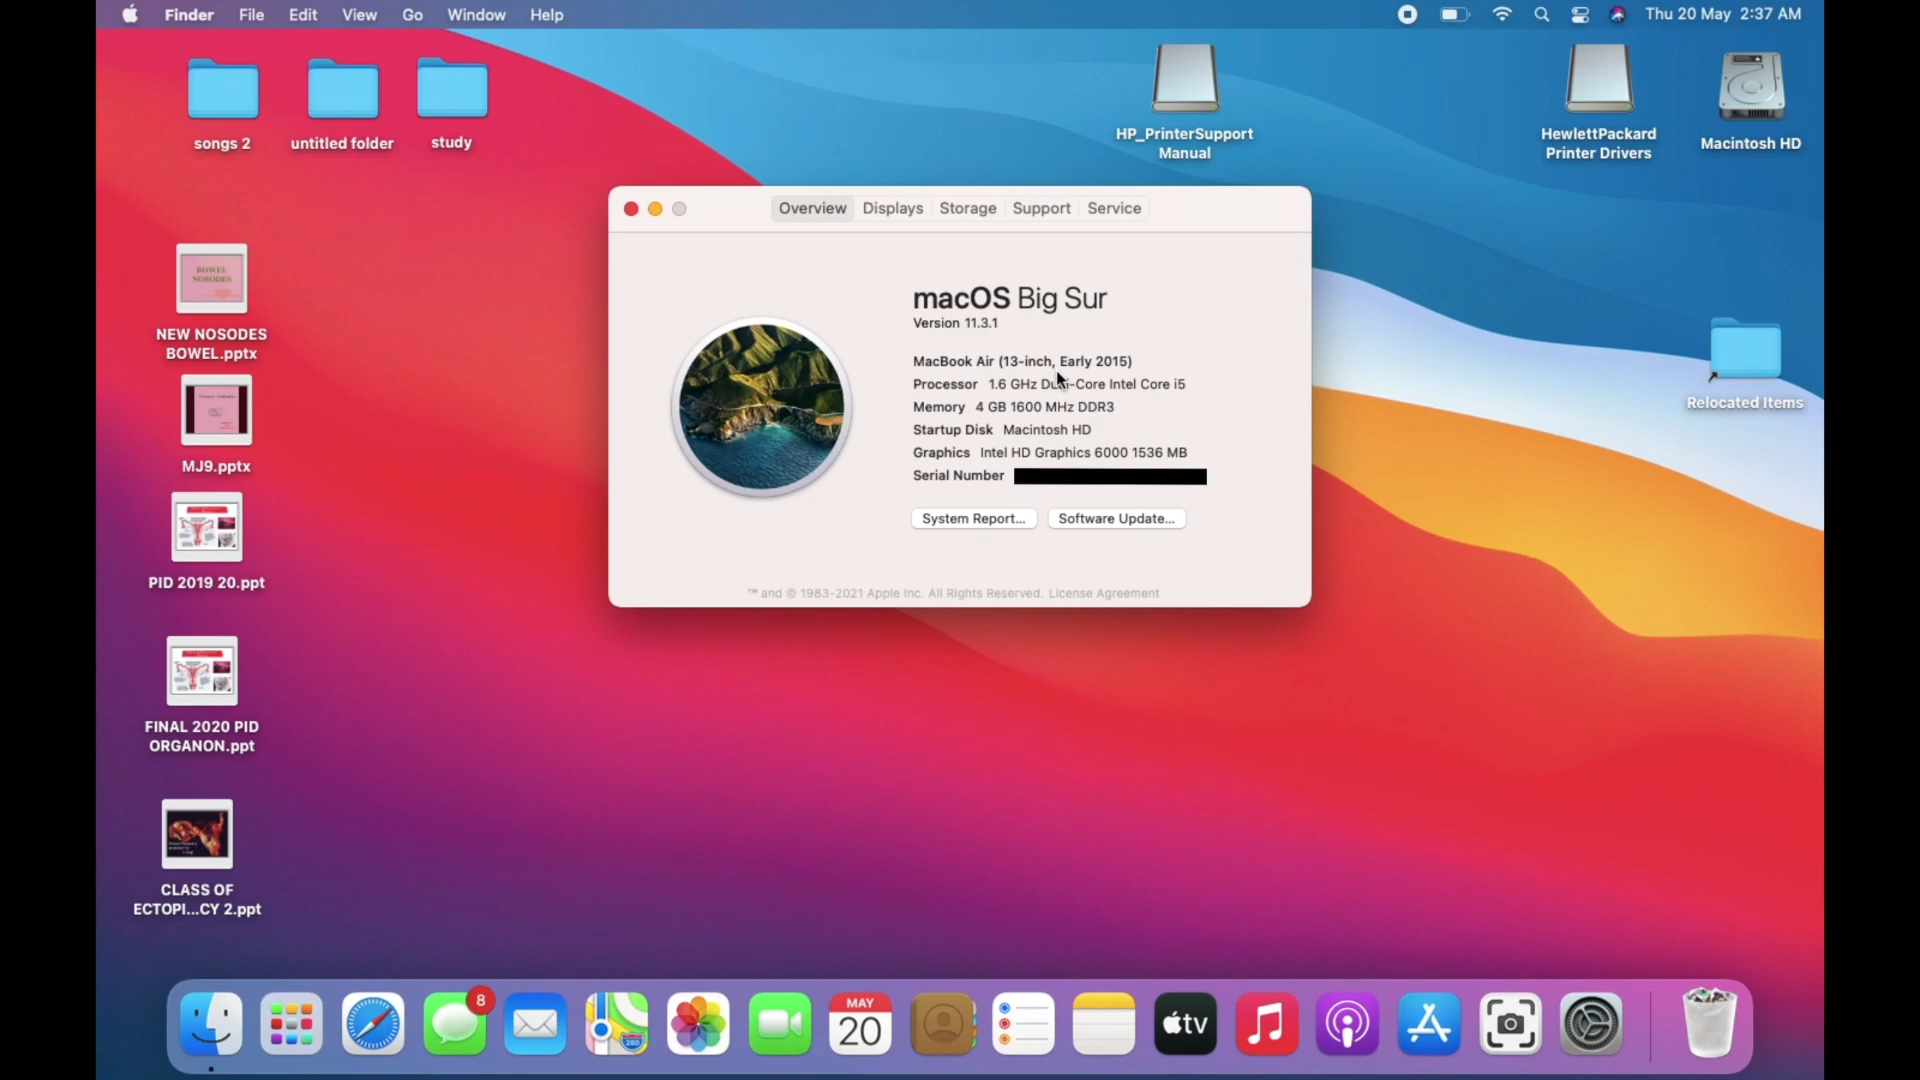 Finder File Edit View Go Window Help
Thu 20 May 2:37 AM
songs 2
untitled folder
study
HP_PrinterSupport
Manual
HewlettPackard
Printer Drivers
Macintosh HD
Overview Displays Storage Support Service
BOWEL
NOSODES
NEW NOSODES
BOWEL.pptx
macOS Big Sur
Version 11.3.1
MacBook Air (13-inch, Early 2015)
Processor 1.6 GHz Dual-Core Intel Core i5
Memory 4 GB 1600 MHz DDR3
Startup Disk Macintosh HD
Graphics Intel HD Graphics 6000 1536 MB
Serial Number
System Report... Software Update...
™ and © 1983-2021 Apple Inc. All Rights Reserved. License Agreement
Relocated Items
MJ9.pptx
PID 2019 20.ppt
FINAL 2020 PID
ORGANON.ppt
CLASS OF
ECTOPI...CY 2.ppt
8
280
MAY
20
tv